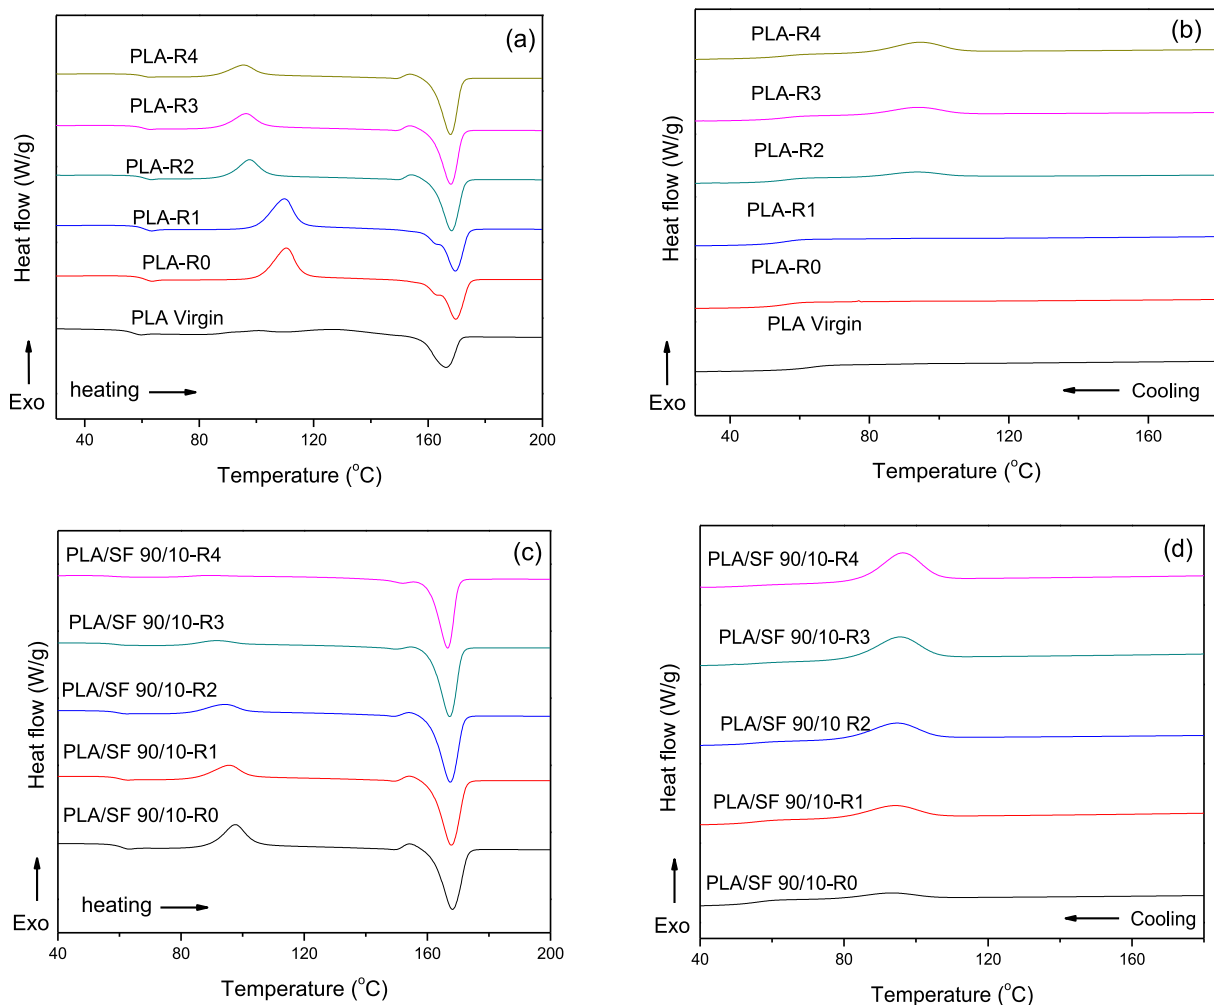 (a)
PLA-R4
PLA-R3
PLA-R2
PLA-R1
PLA-R0
PLA Virgin
Heat flow (W/g)
Exo
heating
40 80 120 160 200
Temperature (°C)
(b)
PLA-R4
PLA-R3
PLA-R2
PLA-R1
PLA-R0
PLA Virgin
Heat flow (W/g)
Exo
Cooling
40 80 120 160
Temperature (°C)
(c)
PLA/SF 90/10-R4
PLA/SF 90/10-R3
PLA/SF 90/10-R2
PLA/SF 90/10-R1
PLA/SF 90/10-R0
Heat flow (W/g)
Exo
heating
40 80 120 160 200
Temperature (°C)
(d)
PLA/SF 90/10-R4
PLA/SF 90/10-R3
PLA/SF 90/10 R2
PLA/SF 90/10-R1
PLA/SF 90/10-R0
Heat flow (W/g)
Exo
Cooling
40 80 120 160
Temperature (°C)